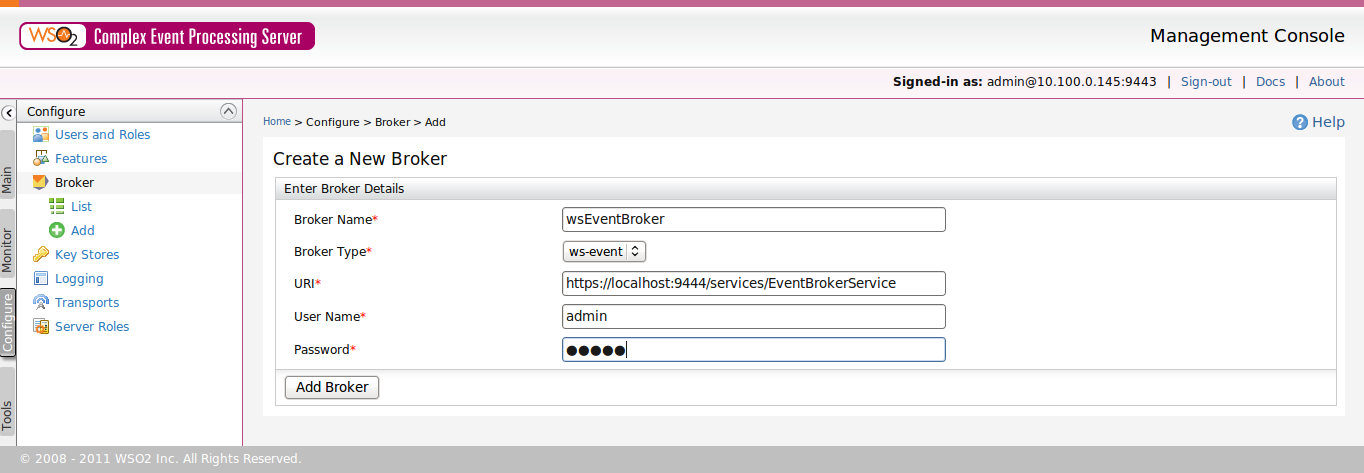 WSO2 Complex Event Processing Server
Management Console
Signed-in as: admin@10.100.0.145:9443 | Sign-out | Docs | About
Configure
Users and Roles
Features
Broker
List
Add
Key Stores
Logging
Transports
Server Roles
Main
Monitor
Configure
Tools
Home > Configure > Broker > Add
? Help
Create a New Broker
Enter Broker Details
Broker Name* wsEventBroker
Broker Type* ws-event
URI* https://localhost:9444/services/EventBrokerService
User Name* admin
Password* ●●●●●
Add Broker
© 2008 - 2011 WSO2 Inc. All Rights Reserved.